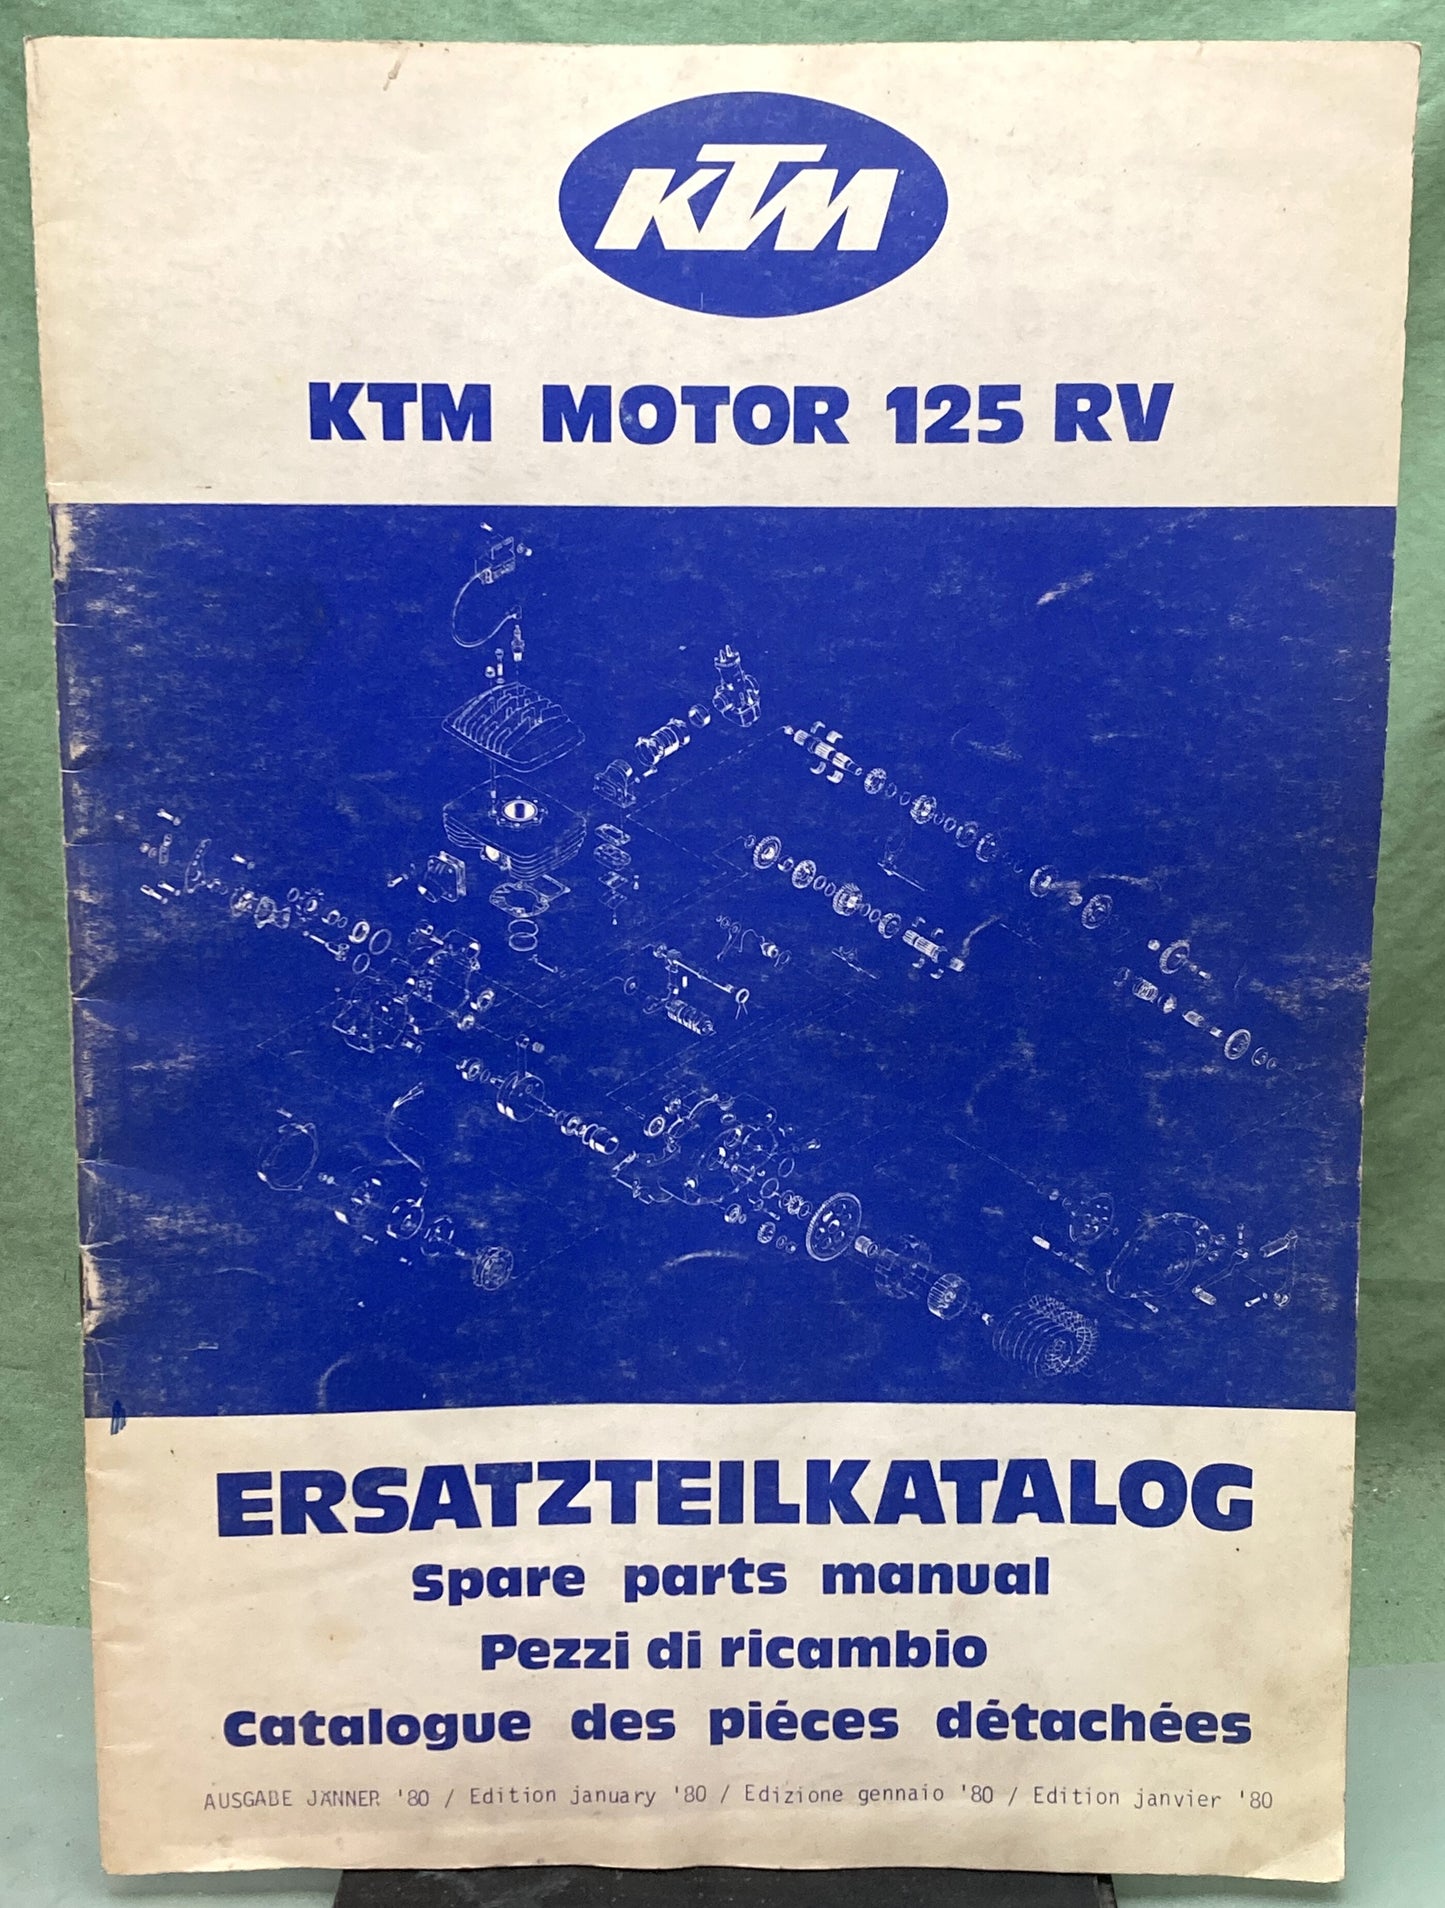 KTM
KTM MOTOR 125 RV
ERSATZTEILKATALOG
Spare parts manual
Pezzi di ricambio
Catalogue des piéces détachées
AUSGABE JÄNNER '80 / Edition january '80 / Edizione gennaio '80 / Edition janvier '80